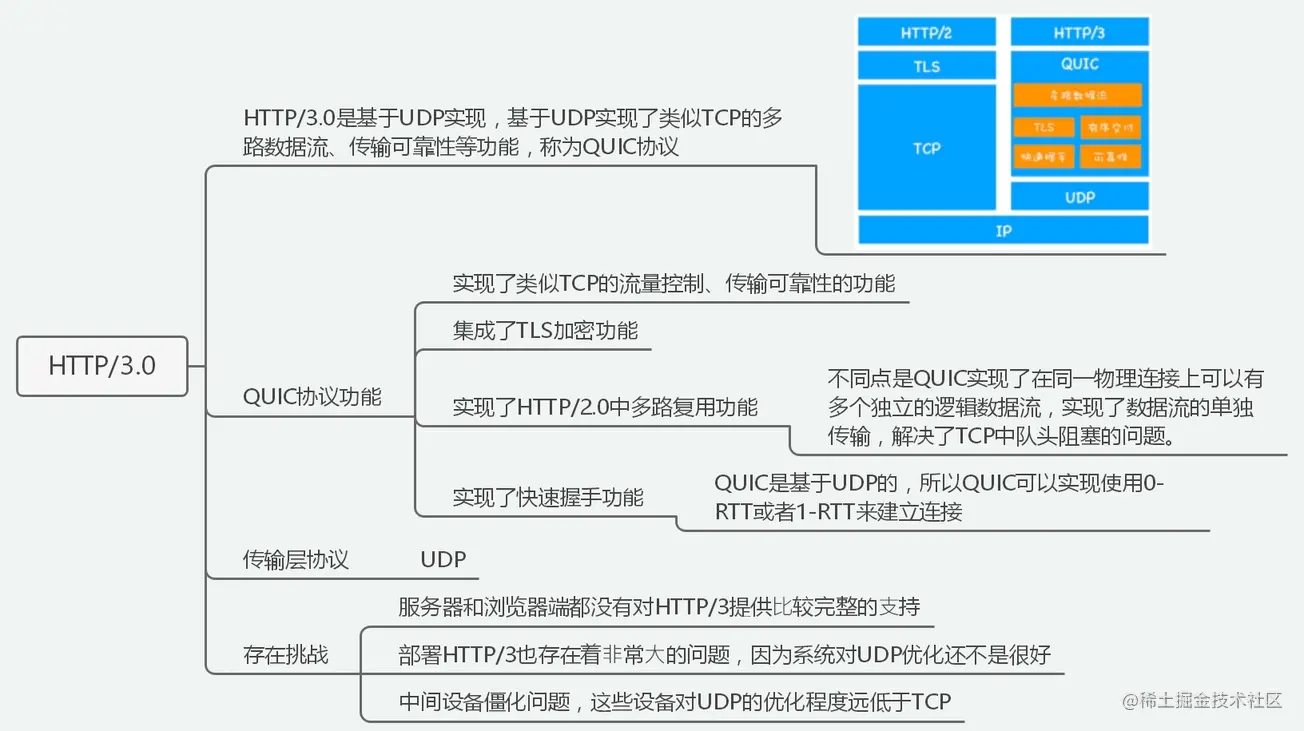 HTTP/2
HTTP/3
TLS
QUIC
多路数据流
TLS
有序交付
快速握手
可靠性
TCP
UDP
IP
HTTP/3.0是基于UDP实现，基于UDP实现了类似TCP的多
路数据流、传输可靠性等功能，称为QUIC协议
HTTP/3.0
QUIC协议功能
实现了类似TCP的流量控制、传输可靠性的功能
集成了TLS加密功能
实现了HTTP/2.0中多路复用功能
不同点是QUIC实现了在同一物理连接上可以有
多个独立的逻辑数据流，实现了数据流的单独
传输，解决了TCP中队头阻塞的问题。
实现了快速握手功能
QUIC是基于UDP的，所以QUIC可以实现使用0-
RTT或者1-RTT来建立连接
传输层协议
UDP
存在挑战
服务器和浏览器端都没有对HTTP/3提供比较完整的支持
部署HTTP/3也存在着非常大的问题，因为系统对UDP优化还不是很好
中间设备僵化问题，这些设备对UDP的优化程度远低于TCP
@稀土掘金技术社区